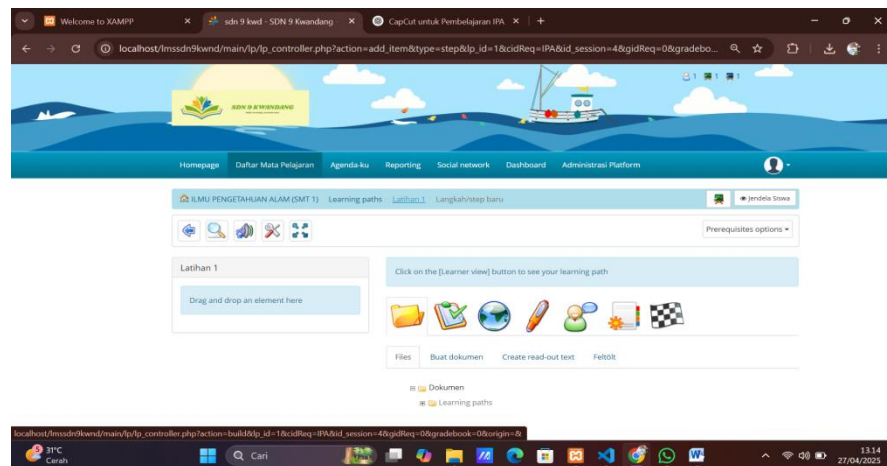 Welcome to XAMPP
sdn 9 kwd - SDN 9 Kwandang -
CapCut untuk Pembelajaran IPA
localhost/lmssdn9kwnd/main/lp/lp_controller.php?action=add_item&type=step&lp_id=1&cidReq=IPA&id_session=4&gidReq=0&gradebo...
SDN 9 KWANDANG
1 1 1
Homepage Daftar Mata Pelajaran Agenda-ku Reporting Social network Dashboard Administrasi Platform
ILMU PENGETAHUAN ALAM (SMT 1) Learning paths Latihan 1 Langkah/step baru
Jendela Siswa
Prerequisites options
Latihan 1
Drag and drop an element here
Click on the [Learner view] button to see your learning path
Files Buat dokumen Create read-out text Feltölt
Dokumen
Learning paths
localhost/lmssdn9kwnd/main/lp/lp_controller.php?action=build&lp_id=1&cidReq=IPA&id_session=4&gidReq=0&gradebook=0&origin=&
5
31°C
Cerah
Cari
13.14
27/04/2025